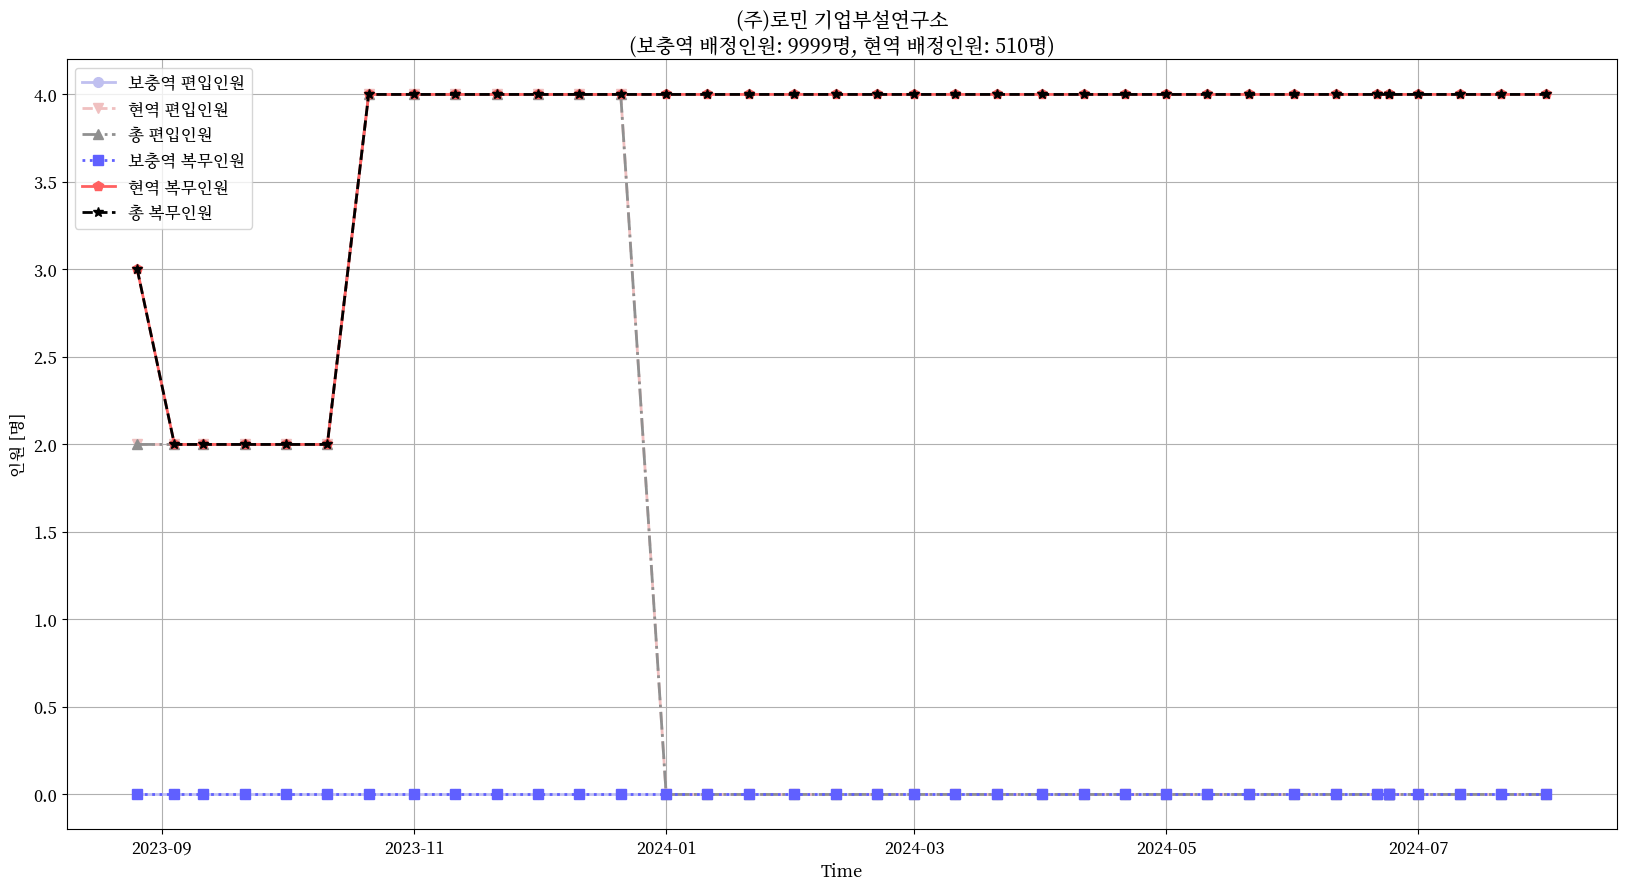 (주)로민 기업부설연구소
(보충역 배정인원: 9999명, 현역 배정인원: 510명)
보충역 편입인원
현역 편입인원
총 편입인원
보충역 복무인원
현역 복무인원
총 복무인원
4.0
3.5
3.0
2.5
2.0
1.5
1.0
0.5
0.0
인원 [명]
2023-09 2023-11 2024-01 2024-03 2024-05 2024-07
Time